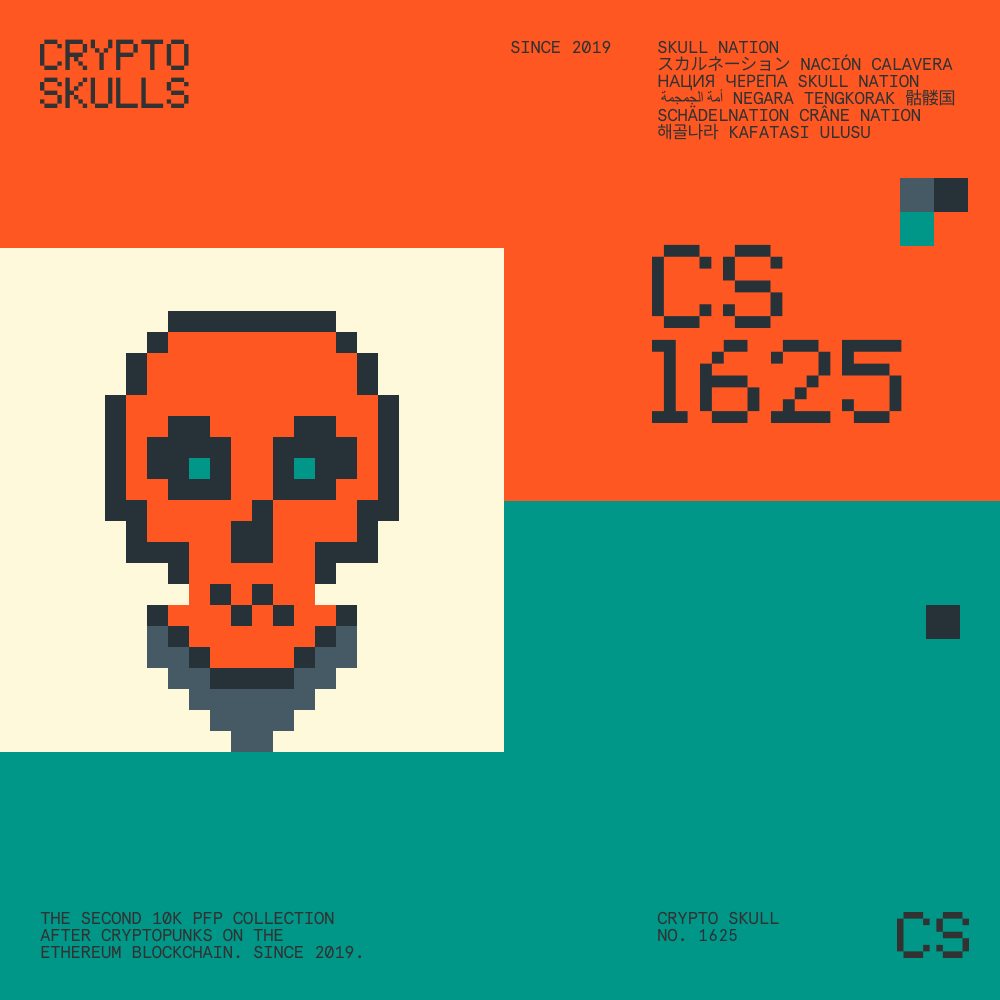 CRYPTO
SKULLS
SINCE 2019
SKULL NATION
スカルネーション NACIÓN CALAVERA
НАЦИЯ ЧЕРЕПА SKULL NATION
أمة الجمجمة NEGARA TENGKORAK 骷髅国
SCHÄDELNATION CRÂNE NATION
해골나라 KAFATASI ULUSU
CS
1625
THE SECOND 10K PFP COLLECTION
AFTER CRYPTOPUNKS ON THE
ETHEREUM BLOCKCHAIN. SINCE 2019.
CRYPTO SKULL
NO. 1625
CS